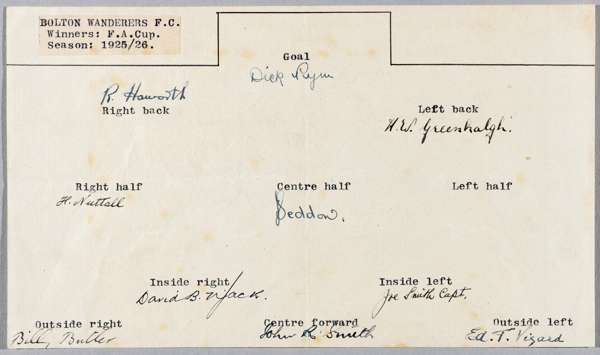 BOLTON WANDERERS F.C.
Winners: F.A.Cup.
Season: 1925/26.
Goal
Dick Pym
R. Haworth
Right back
Left back
H.W. Greenhalgh.
Right half
H. Nuttall
Centre half
Seddon.
Left half
Inside right
David B. N. Jack.
Inside left
Joe Smith Capt.
Outside right
Billy Butler
Centre forward
John R. Smith
Outside left
Ed. T. Vizard